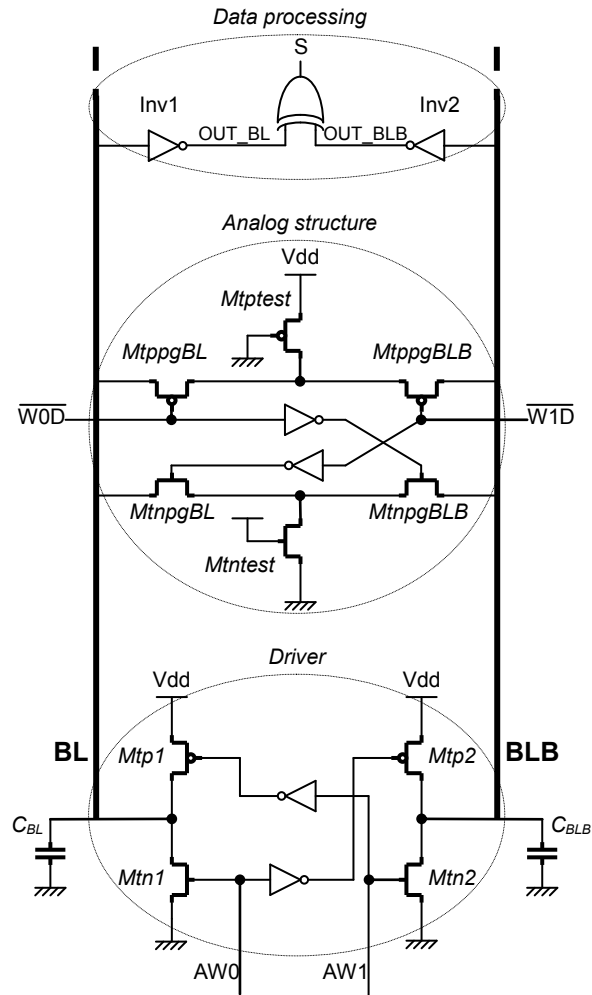 Data processing
S
Inv1
Inv2
OUT_BL
OUT_BLB
Analog structure
Vdd
Mtptest
MtppgBL
MtppgBLB
W0D
W1D
MtnpgBL
MtnpgBLB
Mtntest
Driver
Vdd
Vdd
BL
Mtp1
Mtp2
BLB
CBL
CBLB
Mtn1
Mtn2
AW0
AW1